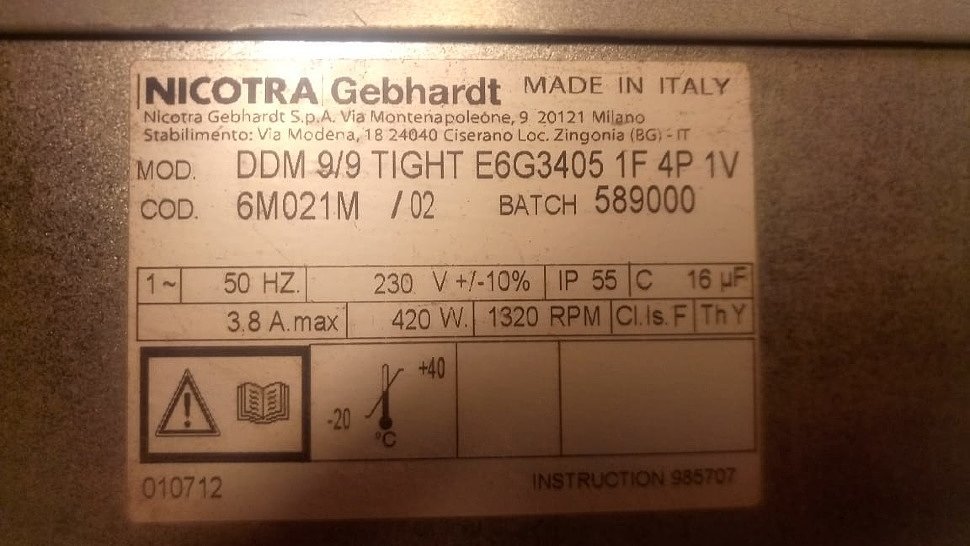 NICOTRA Gebhardt MADE IN ITALY
Nicotra Gebhardt S.p.A. Via Montenapoleone, 9 20121 Milano
Stabilimento: Via Modena, 18 24040 Ciserano Loc. Zingonia (BG) - IT
MOD. DDM 9/9 TIGHT E6G3405 1F 4P 1V
COD. 6M021M /02 BATCH 589000
1~ 50 HZ. 230 V +/-10% IP 55 C 16 µF
3.8 A.max 420 W. 1320 RPM Cl.Is. F Th Y
+40
-20
°C
010712 INSTRUCTION 985707